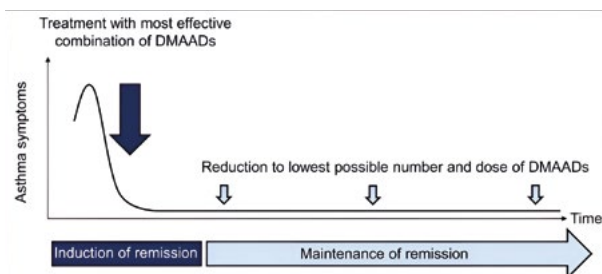 Treatment with most effective
combination of DMAADs
Asthma symptoms
Reduction to lowest possible number and dose of DMAADs
Time
Induction of remission
Maintenance of remission